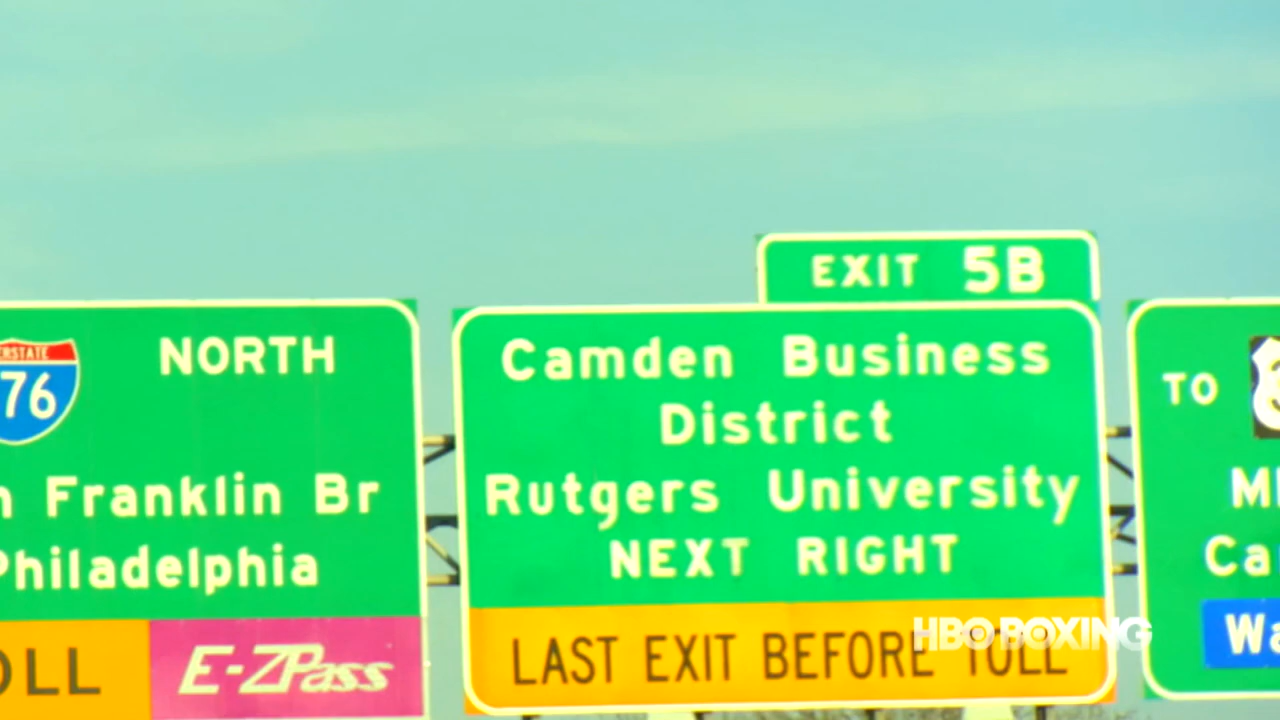 NORTH
76
Franklin Br
Philadelphia
E-ZPass
EXIT 5B
Camden Business
District
Rutgers University
NEXT RIGHT
LAST EXIT BEFORE TOLL
TO
HBO BOXING